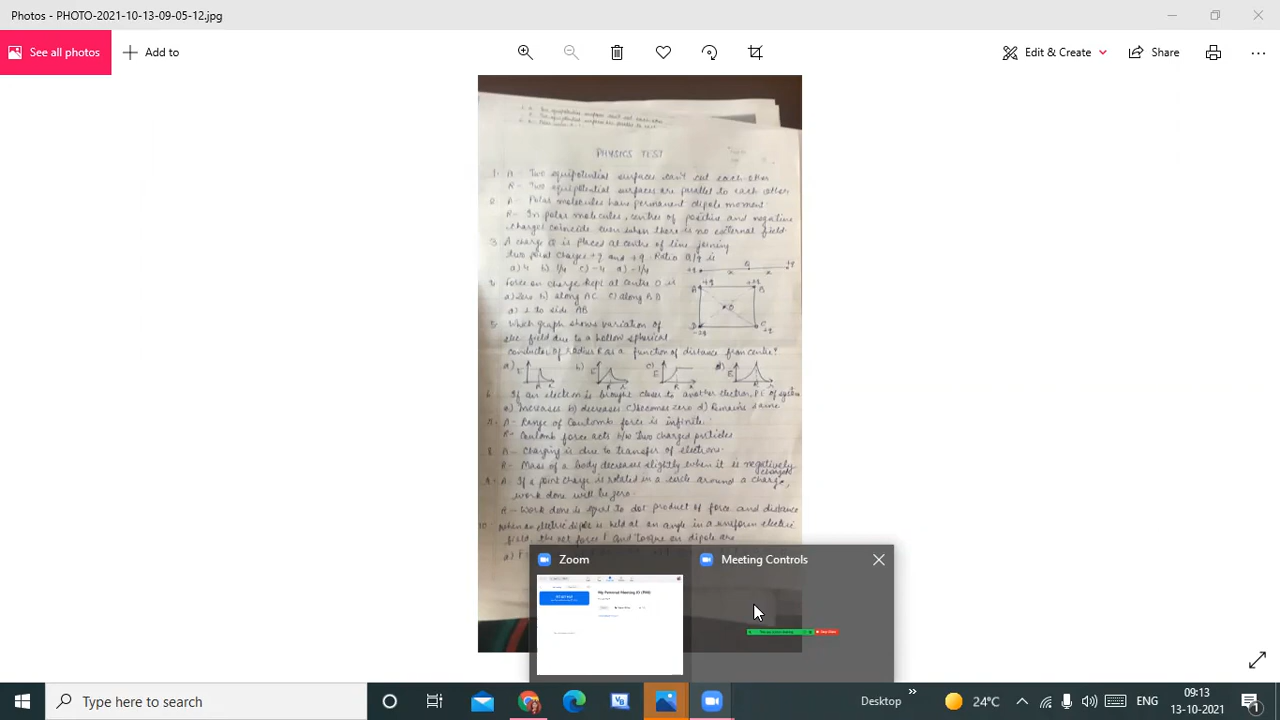 Photos - PHOTO-2021-10-13-09-05-12.jpg
See all photos
Add to
Edit & Create
Share
PHYSICS TEST
1. A - Two equipotential surfaces can't cut each other
R - Two equipotential surfaces are parallel to each other
2. A - Polar molecules have permanent dipole moment
R - In polar molecules, centres of positive and negative
charges coincide even when there is no external field.
3. A charge Q is placed at centre of line joining
two point charges +q and +q. Ratio Q/q is
a) 4 b) 1/4 c) -4 d) -1/4
+q Q +q
x x
4. Force on charge kept at centre O is
a) zero b) along AC c) along BD
d) ⊥ to side AB
A +q B
O
D -2q C +q
5. Which graph shows variation of
elec field due to a hollow spherical
conductor of radius R as a function of distance from centre?
a) E R b) E R c) E R d) E R
6. If an electron is brought closer to another electron, P.E of system
a) Increases b) decreases c) becomes zero d) Remains same
7. A - Range of Coulomb force is infinite.
R - Coulomb force acts b/w two charged particles
8. A - Charging is due to transfer of electrons.
R - Mass of a body decreases slightly when it is negatively
charged
9. A. If a point charge is rotated in a circle around a charge,
work done will be zero.
R - Work done is equal to dot product of force and distance
10. When an electric dipole is held at an angle in a uniform electric
field, the net force F and torque on dipole are
a)
Zoom
Meeting Controls
My Personal Meeting ID (PMI)
Type here to search
Desktop
24°C
ENG
09:13
13-10-2021